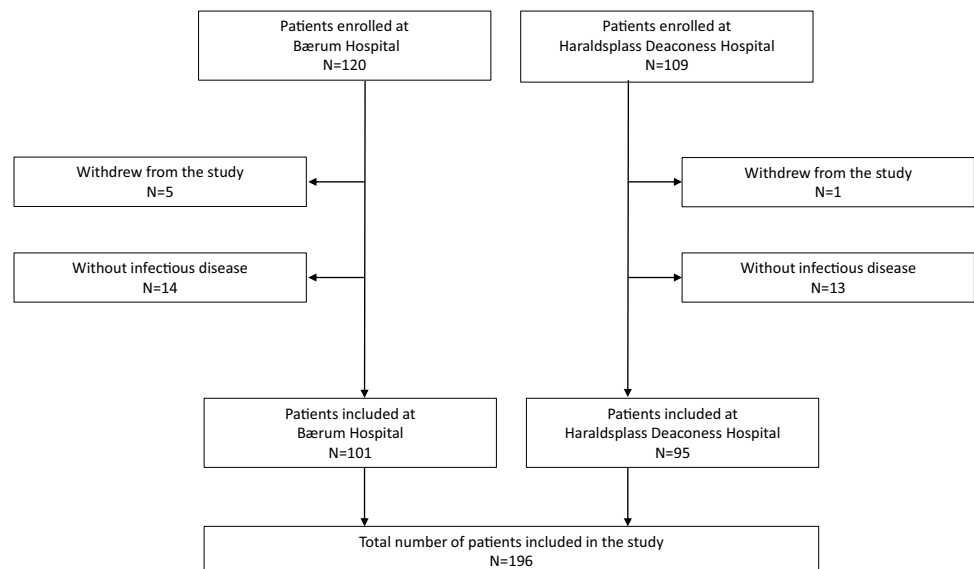 Patients enrolled at
Bærum Hospital
N=120
Patients enrolled at
Haraldsplass Deaconess Hospital
N=109
Withdrew from the study
N=5
Withdrew from the study
N=1
Without infectious disease
N=14
Without infectious disease
N=13
Patients included at
Bærum Hospital
N=101
Patients included at
Haraldsplass Deaconess Hospital
N=95
Total number of patients included in the study
N=196